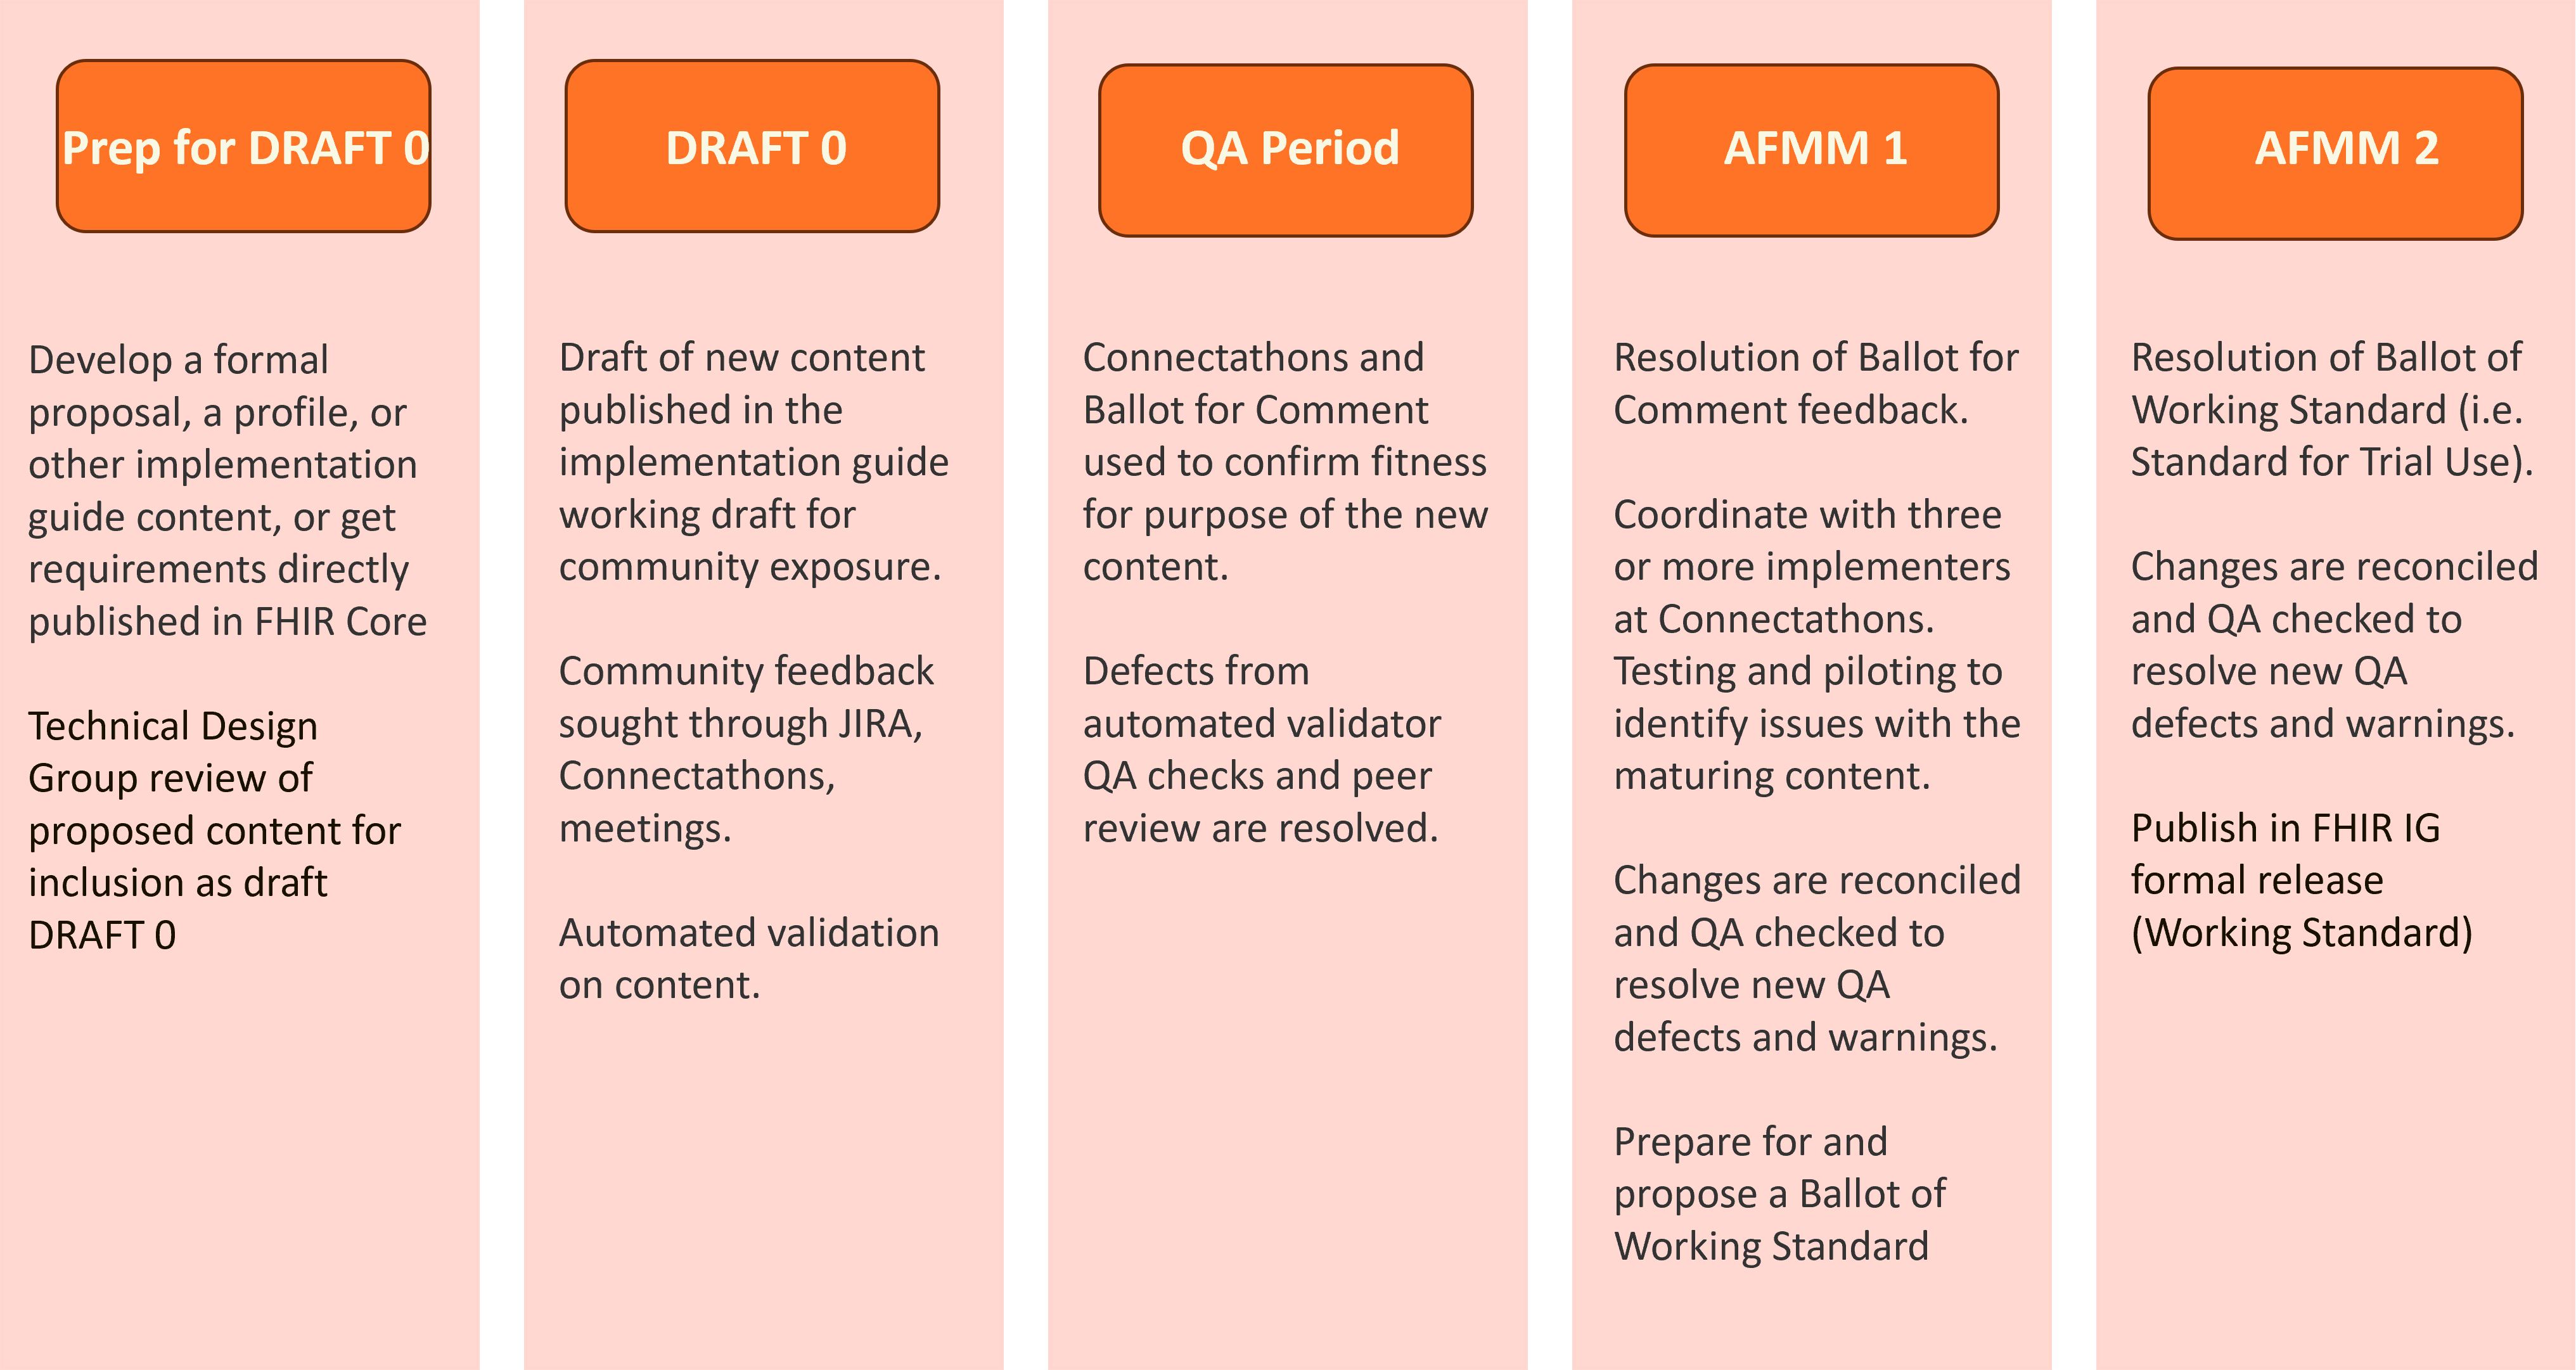 Prep for DRAFT 0
Develop a formal
proposal, a profile, or
other implementation
guide content, or get
requirements directly
published in FHIR Core
Technical Design
Group review of
proposed content for
inclusion as draft
DRAFT 0
DRAFT 0
Draft of new content
published in the
implementation guide
working draft for
community exposure.
Community feedback
sought through JIRA,
Connectathons,
meetings.
Automated validation
on content.
QA Period
Connectathons and
Ballot for Comment
used to confirm fitness
for purpose of the new
content.
Defects from
automated validator
QA checks and peer
review are resolved.
AFMM 1
Resolution of Ballot for
Comment feedback.
Coordinate with three
or more implementers
at Connectathons.
Testing and piloting to
identify issues with the
maturing content.
Changes are reconciled
and QA checked to
resolve new QA
defects and warnings.
Prepare for and
propose a Ballot of
Working Standard
AFMM 2
Resolution of Ballot of
Working Standard (i.e.
Standard for Trial Use).
Changes are reconciled
and QA checked to
resolve new QA
defects and warnings.
Publish in FHIR IG
formal release
(Working Standard)